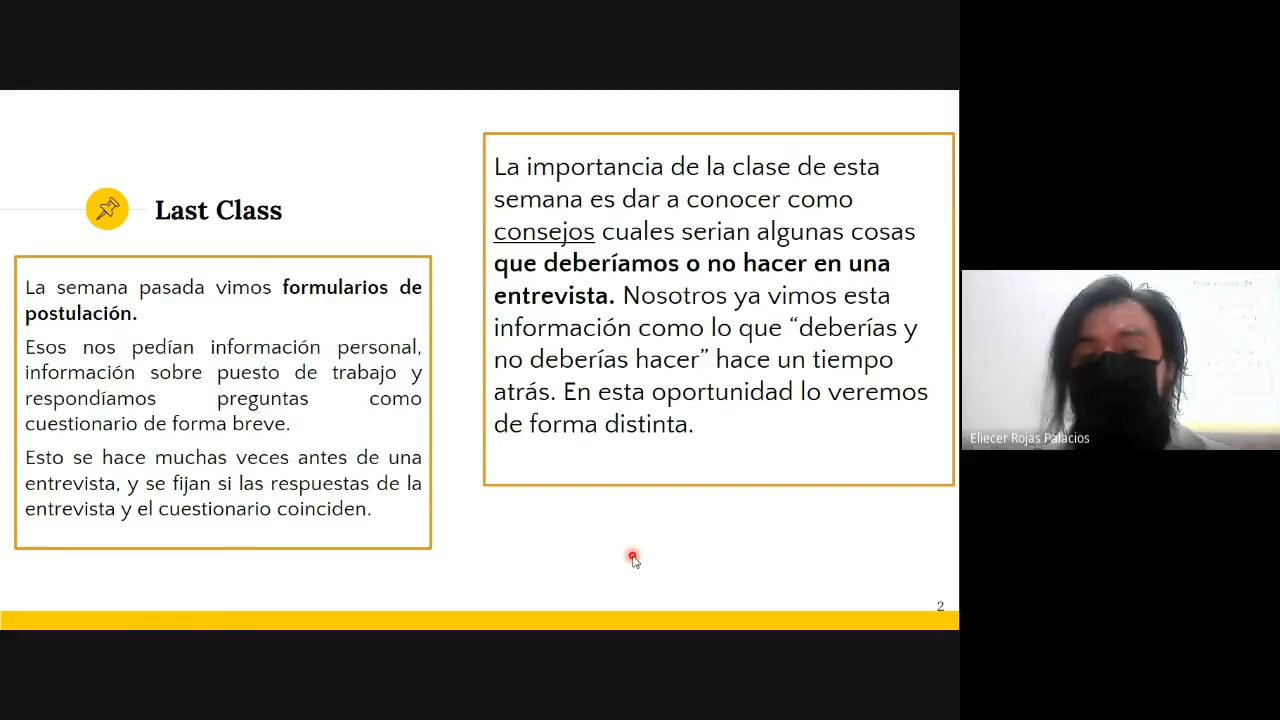 Last Class
La semana pasada vimos formularios de
postulación.
Esos nos pedían información personal,
información sobre puesto de trabajo y
respondíamos preguntas como
cuestionario de forma breve.
Esto se hace muchas veces antes de una
entrevista, y se fijan si las respuestas de la
entrevista y el cuestionario coinciden.
La importancia de la clase de esta
semana es dar a conocer como
consejos cuales serian algunas cosas
que deberíamos o no hacer en una
entrevista. Nosotros ya vimos esta
información como lo que “deberías y
no deberías hacer” hace un tiempo
atrás. En esta oportunidad lo veremos
de forma distinta.
2
Eliecer Rojas Palacios